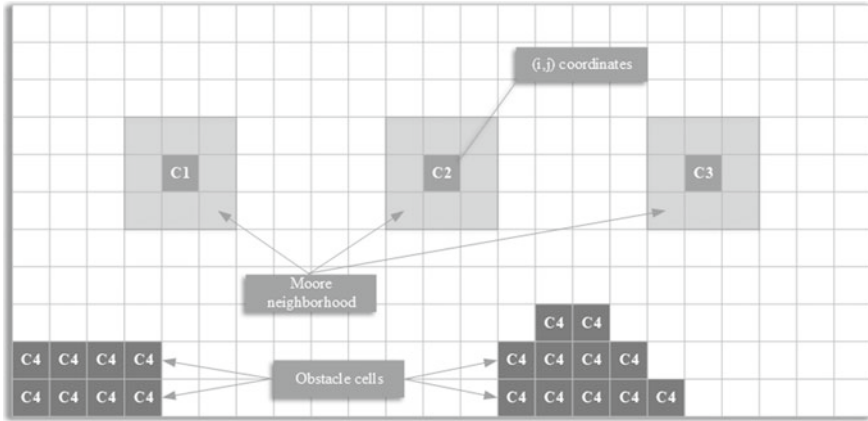 (i,j) coordinates
C1 C2 C3
Moore
neighborhood
C4 C4
C4 C4 C4 C4 C4 C4 C4 C4
Obstacle cells
C4 C4 C4 C4 C4 C4 C4 C4 C4